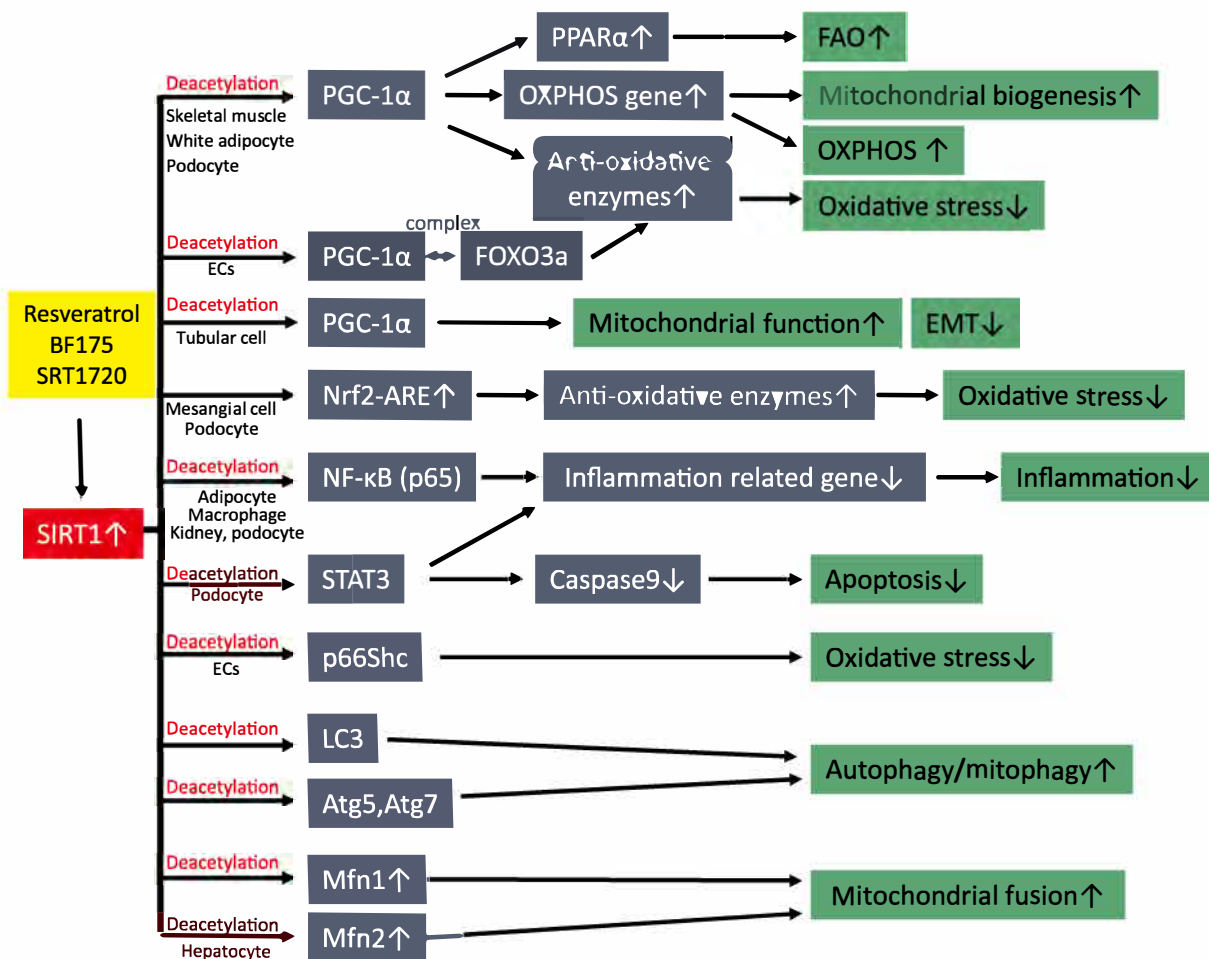 PPARα↑
FAO↑
Deacetylation
Skeletal muscle
White adipocyte
Podocyte
PGC-1α
OXPHOS gene↑
Mitochondrial biogenesis↑
OXPHOS ↑
Anti-oxidative
enzymes↑
Oxidative stress↓
Deacetylation
ECs
PGC-1α
complex
FOXO3a
Resveratrol
BF175
SRT1720
Deacetylation
Tubular cell
PGC-1α
Mitochondrial function↑
EMT↓
Mesangial cell
Podocyte
Nrf2-ARE↑
Anti-oxidative enzymes↑
Oxidative stress↓
SIRT1↑
Deacetylation
Adipocyte
Macrophage
Kidney, podocyte
NF-κB (p65)
Inflammation related gene↓
Inflammation↓
Deacetylation
Podocyte
STAT3
Caspase9↓
Apoptosis↓
Deacetylation
ECs
p66Shc
Oxidative stress↓
Deacetylation
LC3
Autophagy/mitophagy↑
Deacetylation
Atg5,Atg7
Deacetylation
Mfn1↑
Mitochondrial fusion↑
Deacetylation
Hepatocyte
Mfn2↑